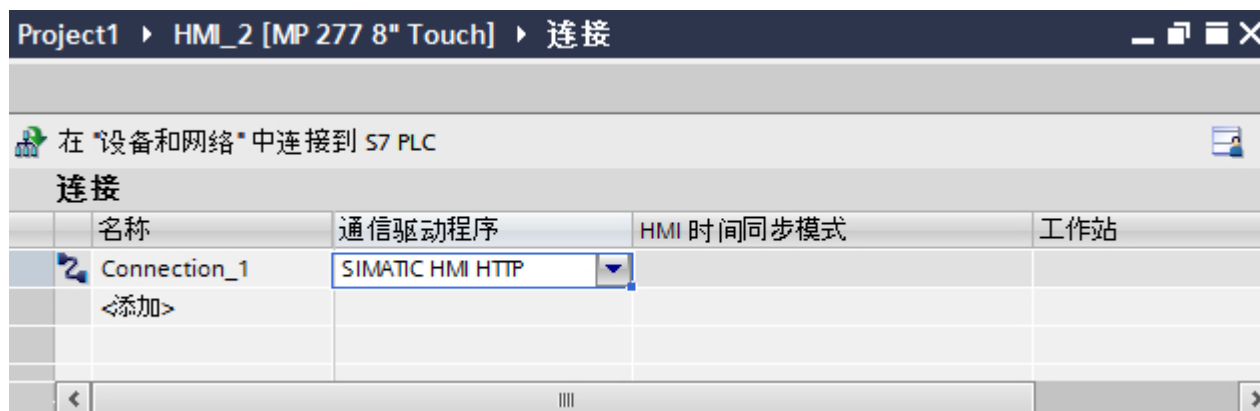 Project1 ▸ HMI_2 [MP 277 8" Touch] ▸ 连接
在 "设备和网络" 中连接到 S7 PLC
连接
名称 通信驱动程序 HMI 时间同步模式 工作站
Connection_1 SIMATIC HMI HTTP
<添加>